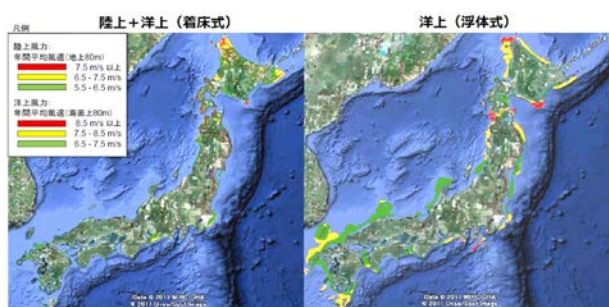 陸上+洋上（着床式）
洋上（浮体式）
凡例
陸上風力:
年間平均風速(地上80m)
7.5 m/s 以上
6.5 - 7.5 m/s
5.5 - 6.5 m/s
洋上風力:
年間平均風速(海面上80m)
8.5 m/s 以上
7.5 - 8.5 m/s
6.5 - 7.5 m/s